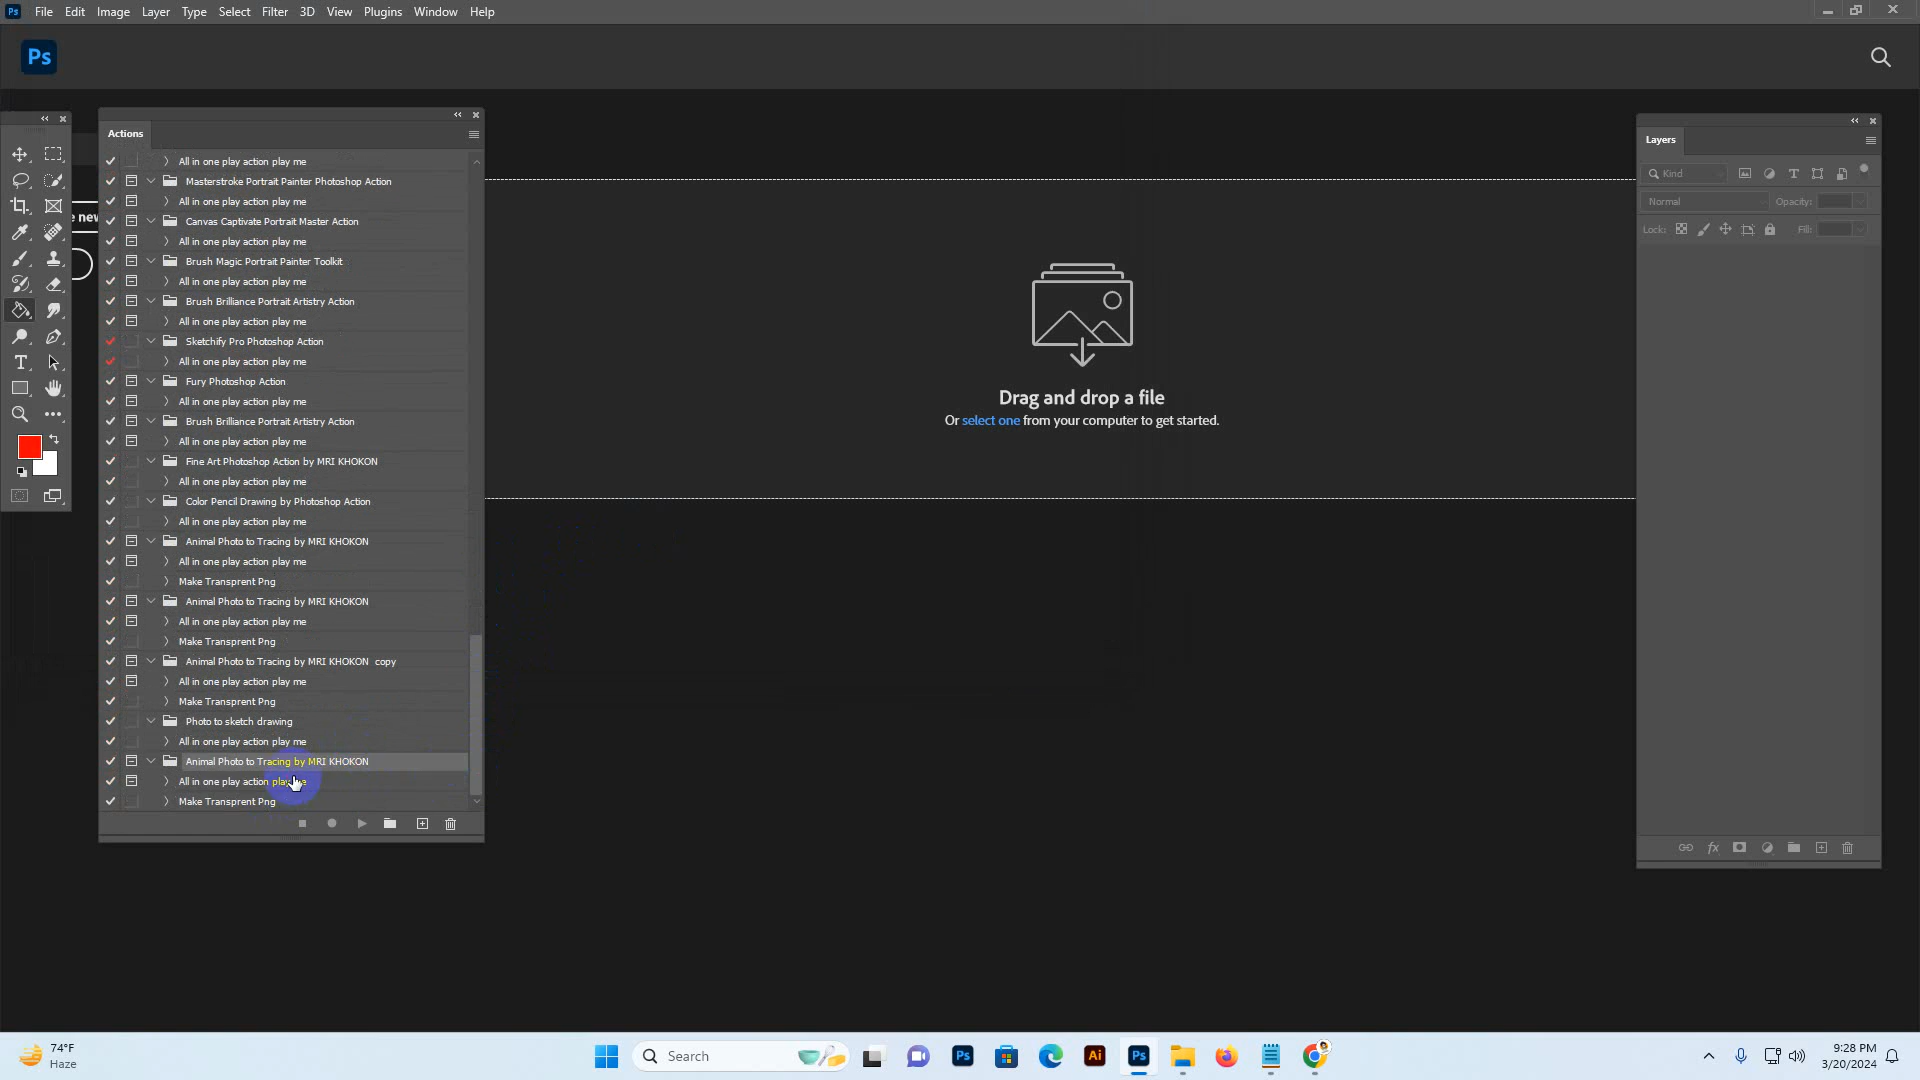 Ps File Edit Image Layer Type Select Filter 3D View Plugins Window Help
Ps
Actions
All in one play action play me
Masterstroke Portrait Painter Photoshop Action
All in one play action play me
Canvas Captivate Portrait Master Action
All in one play action play me
Brush Magic Portrait Painter Toolkit
All in one play action play me
Brush Brilliance Portrait Artistry Action
All in one play action play me
Sketchify Pro Photoshop Action
All in one play action play me
Fury Photoshop Action
All in one play action play me
Brush Brilliance Portrait Artistry Action
All in one play action play me
Fine Art Photoshop Action by MRI KHOKON
All in one play action play me
Color Pencil Drawing by Photoshop Action
All in one play action play me
Animal Photo to Tracing by MRI KHOKON
All in one play action play me
Make Transprent Png
Animal Photo to Tracing by MRI KHOKON
All in one play action play me
Make Transprent Png
Animal Photo to Tracing by MRI KHOKON copy
All in one play action play me
Make Transprent Png
Photo to sketch drawing
All in one play action play me
Animal Photo to Tracing by MRI KHOKON
All in one play action play me
Make Transprent Png
e new
Drag and drop a file
Or select one from your computer to get started.
Layers
Kind
Normal Opacity:
Lock: Fill:
74°F
Haze
Search
Ps Ai Ps
9:28 PM
3/20/2024